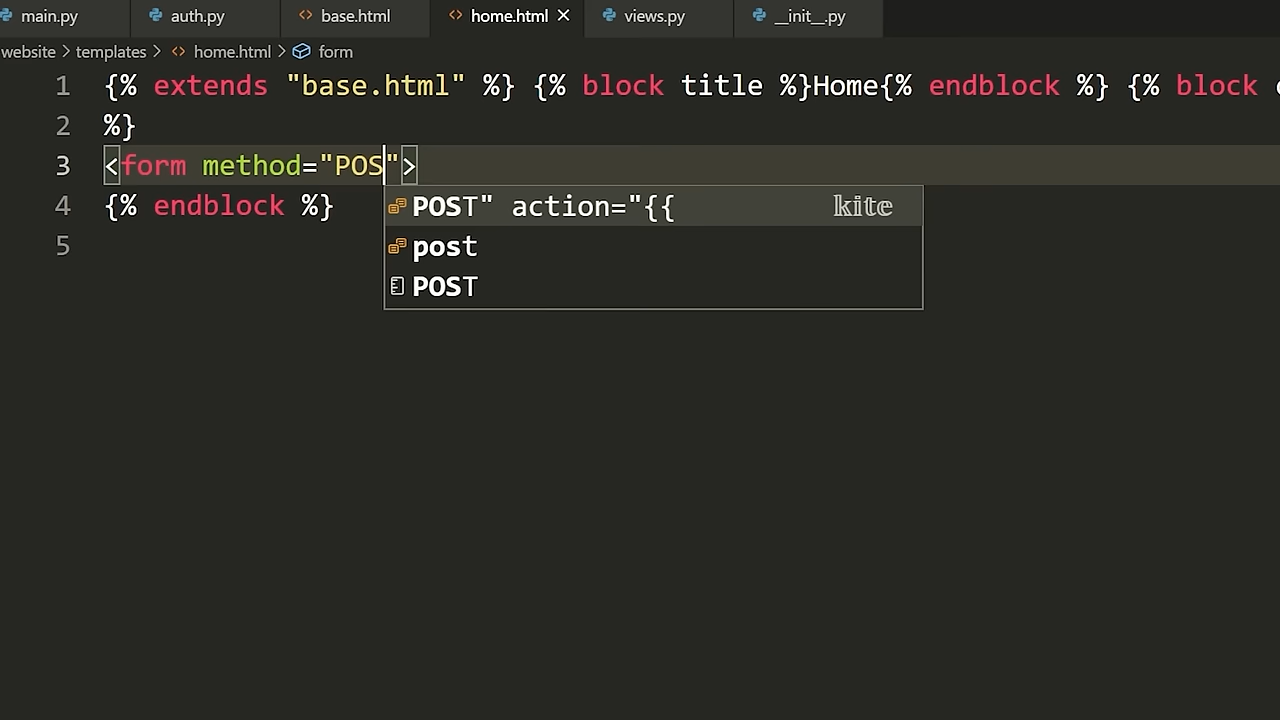 main.py auth.py base.html home.html views.py __init__.py
website > templates > home.html > form
1 {% extends "base.html" %} {% block title %}Home{% endblock %} {% block
2 %}
3 <form method="POS">
POST" action="{{ kite
4 {% endblock %}
post
5
POST